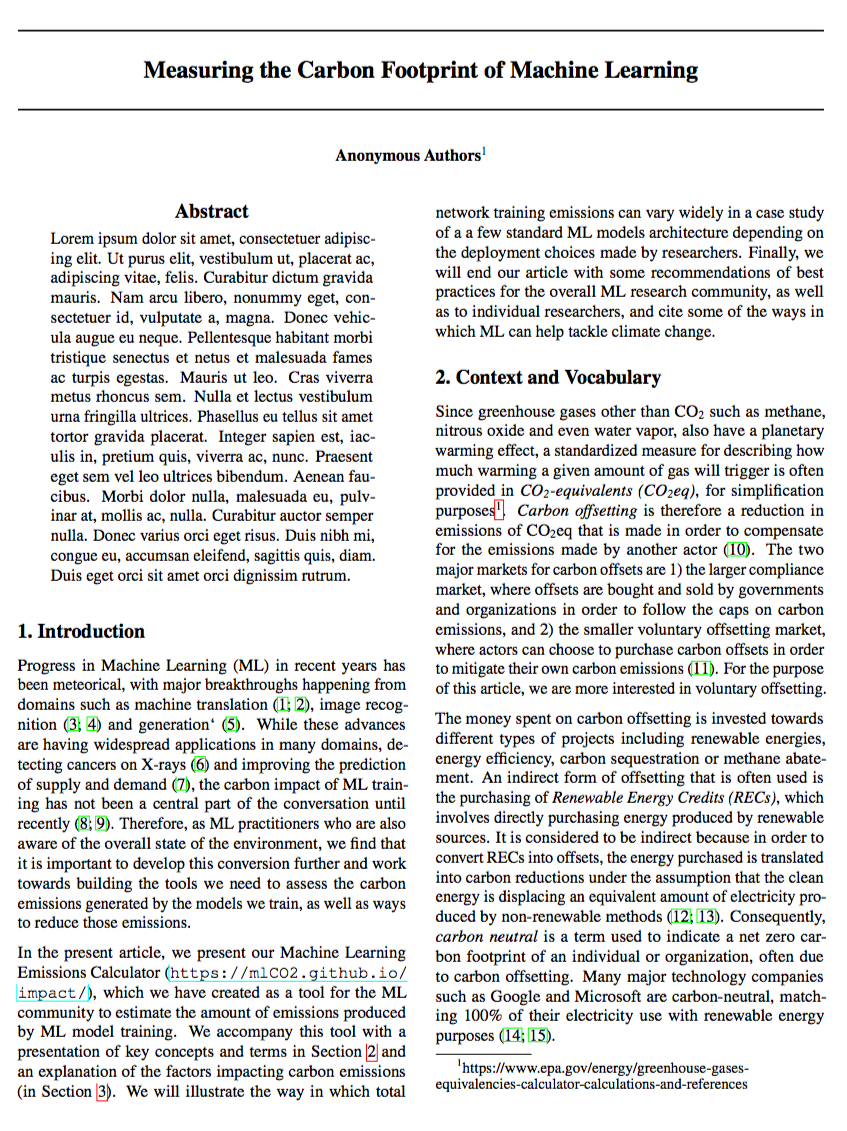 Measuring the Carbon Footprint of Machine Learning
Anonymous Authors1
Abstract
Lorem ipsum dolor sit amet, consectetuer adipisc-
ing elit. Ut purus elit, vestibulum ut, placerat ac,
adipiscing vitae, felis. Curabitur dictum gravida
mauris. Nam arcu libero, nonummy eget, con-
sectetuer id, vulputate a, magna. Donec vehic-
ula augue eu neque. Pellentesque habitant morbi
tristique senectus et netus et malesuada fames
ac turpis egestas. Mauris ut leo. Cras viverra
metus rhoncus sem. Nulla et lectus vestibulum
urna fringilla ultrices. Phasellus eu tellus sit amet
tortor gravida placerat. Integer sapien est, iac-
ulis in, pretium quis, viverra ac, nunc. Praesent
eget sem vel leo ultrices bibendum. Aenean fau-
cibus. Morbi dolor nulla, malesuada eu, pulv-
inar at, mollis ac, nulla. Curabitur auctor semper
nulla. Donec varius orci eget risus. Duis nibh mi,
congue eu, accumsan eleifend, sagittis quis, diam.
Duis eget orci sit amet orci dignissim rutrum.
1. Introduction
Progress in Machine Learning (ML) in recent years has
been meteorical, with major breakthroughs happening from
domains such as machine translation (1; 2), image recog-
nition (3; 4) and generation‘ (5). While these advances
are having widespread applications in many domains, de-
tecting cancers on X-rays (6) and improving the prediction
of supply and demand (7), the carbon impact of ML train-
ing has not been a central part of the conversation until
recently (8; 9). Therefore, as ML practitioners who are also
aware of the overall state of the environment, we find that
it is important to develop this conversion further and work
towards building the tools we need to assess the carbon
emissions generated by the models we train, as well as ways
to reduce those emissions.
In the present article, we present our Machine Learning
Emissions Calculator (https://mlCO2.github.io/
impact/), which we have created as a tool for the ML
community to estimate the amount of emissions produced
by ML model training. We accompany this tool with a
presentation of key concepts and terms in Section 2 and
an explanation of the factors impacting carbon emissions
(in Section 3). We will illustrate the way in which total
network training emissions can vary widely in a case study
of a a few standard ML models architecture depending on
the deployment choices made by researchers. Finally, we
will end our article with some recommendations of best
practices for the overall ML research community, as well
as to individual researchers, and cite some of the ways in
which ML can help tackle climate change.
2. Context and Vocabulary
Since greenhouse gases other than CO2 such as methane,
nitrous oxide and even water vapor, also have a planetary
warming effect, a standardized measure for describing how
much warming a given amount of gas will trigger is often
provided in CO2-equivalents (CO2eq), for simplification
purposes1. Carbon offsetting is therefore a reduction in
emissions of CO2eq that is made in order to compensate
for the emissions made by another actor (10). The two
major markets for carbon offsets are 1) the larger compliance
market, where offsets are bought and sold by governments
and organizations in order to follow the caps on carbon
emissions, and 2) the smaller voluntary offsetting market,
where actors can choose to purchase carbon offsets in order
to mitigate their own carbon emissions (11). For the purpose
of this article, we are more interested in voluntary offsetting.
The money spent on carbon offsetting is invested towards
different types of projects including renewable energies,
energy efficiency, carbon sequestration or methane abate-
ment. An indirect form of offsetting that is often used is
the purchasing of Renewable Energy Credits (RECs), which
involves directly purchasing energy produced by renewable
sources. It is considered to be indirect because in order to
convert RECs into offsets, the energy purchased is translated
into carbon reductions under the assumption that the clean
energy is displacing an equivalent amount of electricity pro-
duced by non-renewable methods (12; 13). Consequently,
carbon neutral is a term used to indicate a net zero car-
bon footprint of an individual or organization, often due
to carbon offsetting. Many major technology companies
such as Google and Microsoft are carbon-neutral, match-
ing 100% of their electricity use with renewable energy
purposes (14; 15).
1https://www.epa.gov/energy/greenhouse-gases-
equivalencies-calculator-calculations-and-references